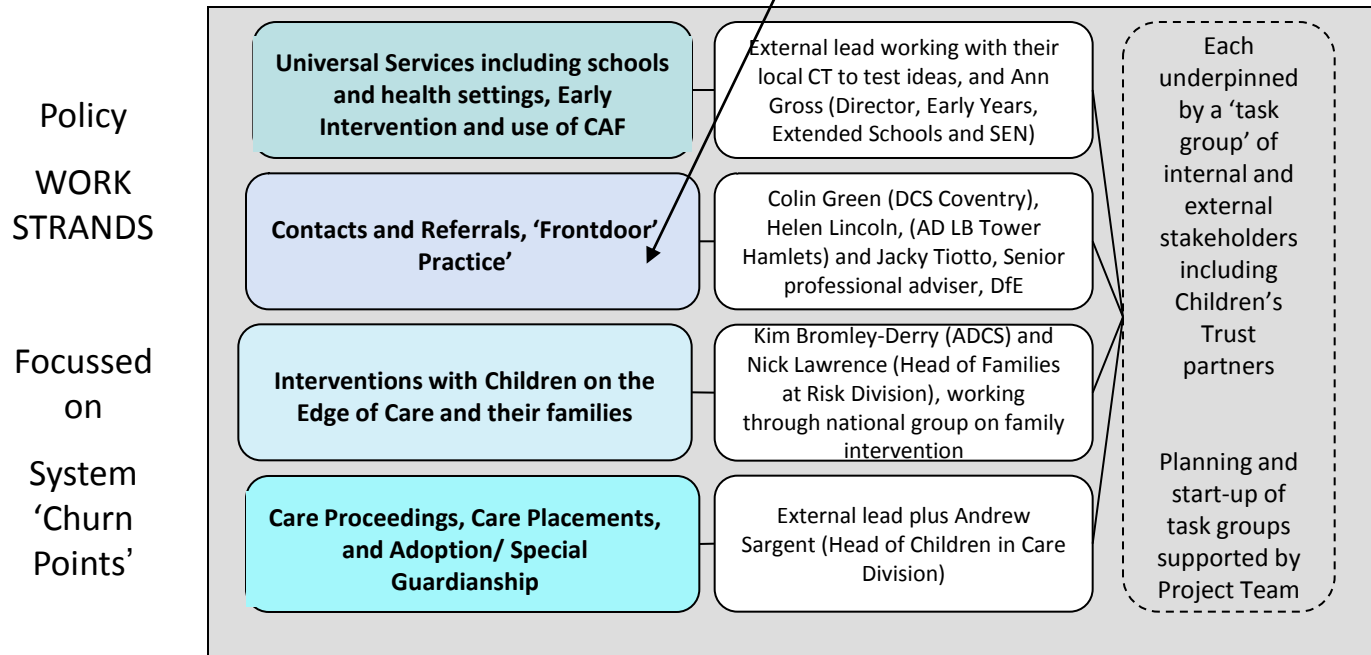 Policy
WORK
STRANDS
Focussed
on
System
‘Churn
Points’
Universal Services including schools
and health settings, Early
Intervention and use of CAF
External lead working with their
local CT to test ideas, and Ann
Gross (Director, Early Years,
Extended Schools and SEN)
Contacts and Referrals, ‘Frontdoor’
Practice’
Colin Green (DCS Coventry),
Helen Lincoln, (AD LB Tower
Hamlets) and Jacky Tiotto, Senior
professional adviser, DfE
Interventions with Children on the
Edge of Care and their families
Kim Bromley-Derry (ADCS) and
Nick Lawrence (Head of Families
at Risk Division), working
through national group on family
intervention
Care Proceedings, Care Placements,
and Adoption/ Special
Guardianship
External lead plus Andrew
Sargent (Head of Children in Care
Division)
Each
underpinned
by a ‘task
group’ of
internal and
external
stakeholders
including
Children’s
Trust
partners
Planning and
start-up of
task groups
supported by
Project Team